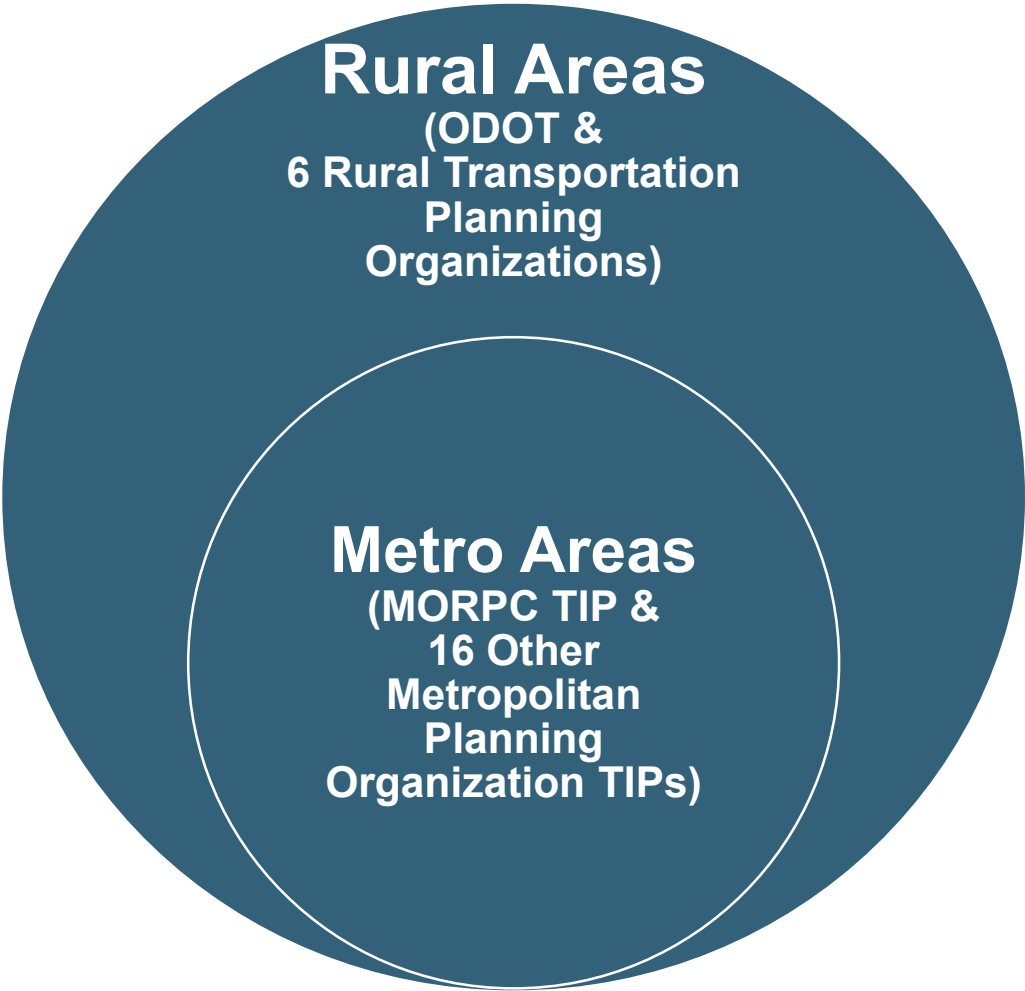 Rural Areas
(ODOT &
6 Rural Transportation
Planning
Organizations)
Metro Areas
(MORPC TIP &
16 Other
Metropolitan
Planning
Organization TIPs)